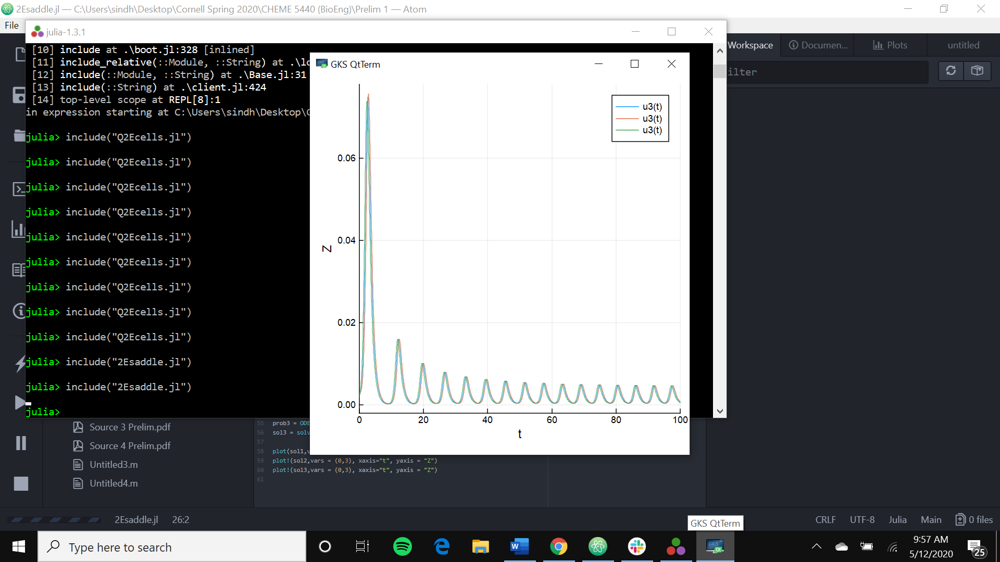 2Esaddle.jl — C:\Users\sindh\Desktop\Cornell Spring 2020\CHEME 5440 (BioEng)\Prelim 1 — Atom
File
julia-1.3.1
[10] include at .\boot.jl:328 [inlined]
[11] include_relative(::Module, ::String) at .\lo
[12] include(::Module, ::String) at .\Base.jl:31
[13] include(::String) at .\client.jl:424
[14] top-level scope at REPL[8]:1
in expression starting at C:\Users\sindh\Desktop\C
julia> include("Q2Ecells.jl")
julia> include("Q2Ecells.jl")
julia> include("Q2Ecells.jl")
julia> include("Q2Ecells.jl")
julia> include("Q2Ecells.jl")
julia> include("Q2Ecells.jl")
julia> include("Q2Ecells.jl")
julia> include("Q2Ecells.jl")
julia> include("Q2Ecells.jl")
julia> include("2Esaddle.jl")
julia> include("2Esaddle.jl")
julia>
GKS QtTerm
u3(t)
u3(t)
u3(t)
0.06
0.04
0.02
0.00
Z
0 20 40 60 80 100
t
Workspace
Documen...
Plots
untitled
ilter
Source 3 Prelim.pdf
Source 4 Prelim.pdf
Untitled3.m
Untitled4.m
55 prob3 = ODE
56 sol3 = solv
57
58 plot(sol1,v
59 plot!(sol2,vars = (0,3), xaxis="t", yaxis = "Z")
60 plot!(sol3,vars = (0,3), xaxis="t", yaxis = "Z")
61
2Esaddle.jl 26:2
CRLF UTF-8 Julia Main 0 files
GKS QtTerm
Type here to search
9:57 AM
5/12/2020
25